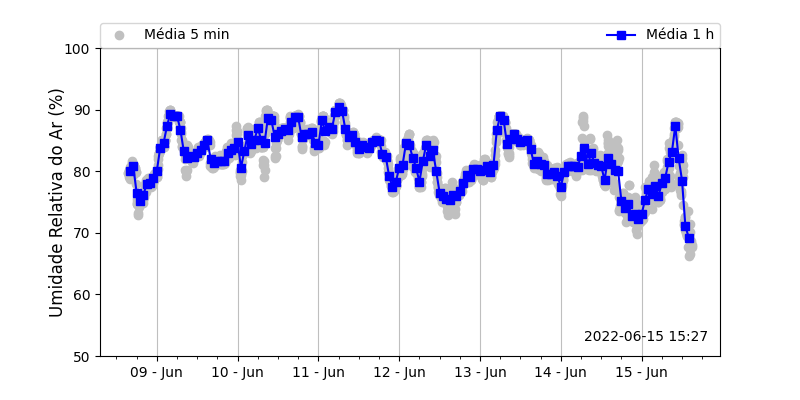 Média 5 min
Média 1 h
Umidade Relativa do Ar (%)
100
90
80
70
60
50
2022-06-15 15:27
09 - Jun
10 - Jun
11 - Jun
12 - Jun
13 - Jun
14 - Jun
15 - Jun